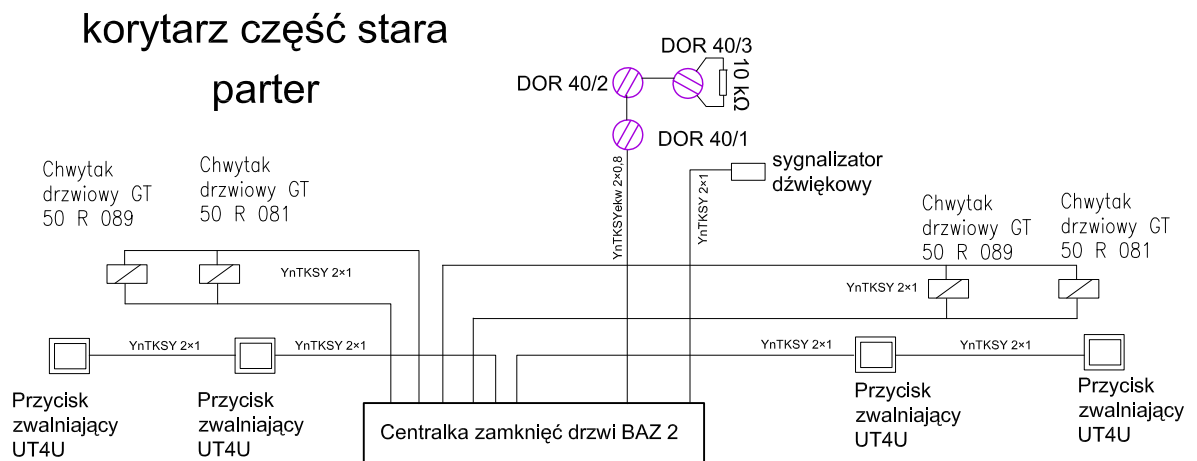 korytarz część stara
parter
DOR 40/3
DOR 40/2
10 kΩ
DOR 40/1
YnTKSYekw 2×0,8
YnTKSY 2×1
sygnalizator
dźwiękowy
Chwytak
drzwiowy GT
50 R 089
Chwytak
drzwiowy GT
50 R 081
Chwytak
drzwiowy GT
50 R 089
Chwytak
drzwiowy GT
50 R 081
YnTKSY 2×1
YnTKSY 2×1
YnTKSY 2×1
YnTKSY 2×1
YnTKSY 2×1
YnTKSY 2×1
Przycisk
zwalniający
UT4U
Przycisk
zwalniający
UT4U
Przycisk
zwalniający
UT4U
Przycisk
zwalniający
UT4U
Centralka zamknięć drzwi BAZ 2